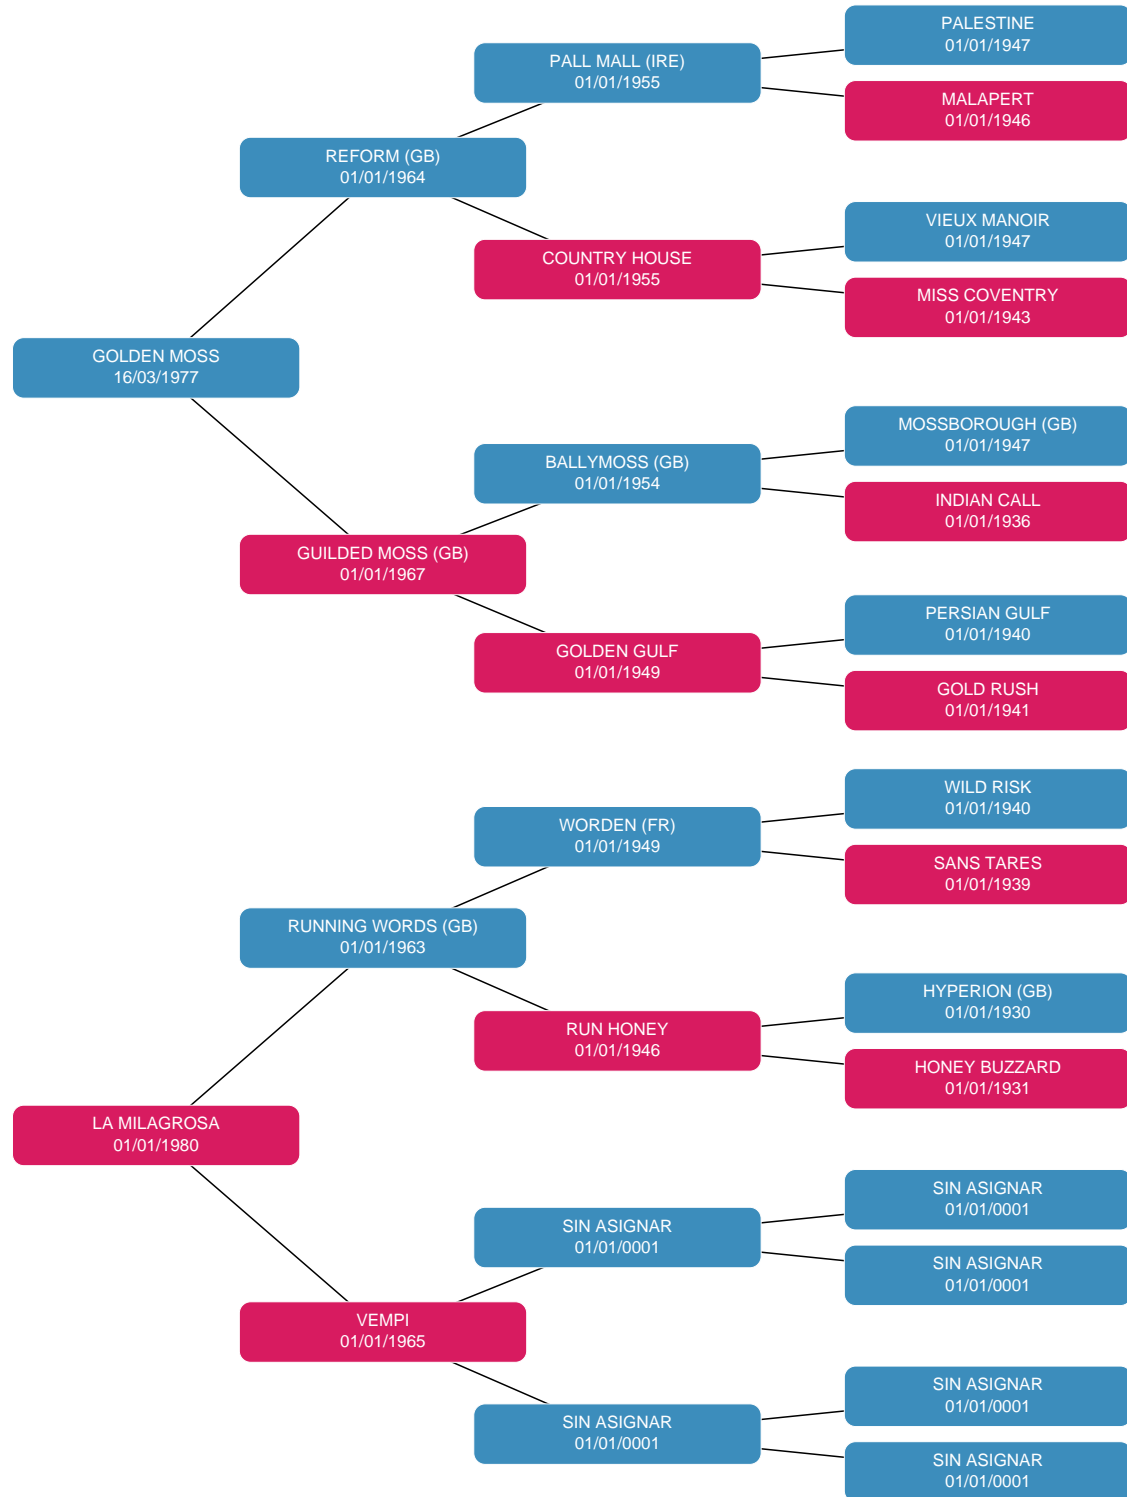 PALESTINE
01/01/1947
PALL MALL (IRE)
01/01/1955
MALAPERT
01/01/1946
REFORM (GB)
01/01/1964
VIEUX MANOIR
01/01/1947
COUNTRY HOUSE
01/01/1955
MISS COVENTRY
01/01/1943
GOLDEN MOSS
16/03/1977
MOSSBOROUGH (GB)
01/01/1947
BALLYMOSS (GB)
01/01/1954
INDIAN CALL
01/01/1936
GUILDED MOSS (GB)
01/01/1967
PERSIAN GULF
01/01/1940
GOLDEN GULF
01/01/1949
GOLD RUSH
01/01/1941
WILD RISK
01/01/1940
WORDEN (FR)
01/01/1949
SANS TARES
01/01/1939
RUNNING WORDS (GB)
01/01/1963
HYPERION (GB)
01/01/1930
RUN HONEY
01/01/1946
HONEY BUZZARD
01/01/1931
LA MILAGROSA
01/01/1980
SIN ASIGNAR
01/01/0001
SIN ASIGNAR
01/01/0001
SIN ASIGNAR
01/01/0001
VEMPI
01/01/1965
SIN ASIGNAR
01/01/0001
SIN ASIGNAR
01/01/0001
SIN ASIGNAR
01/01/0001